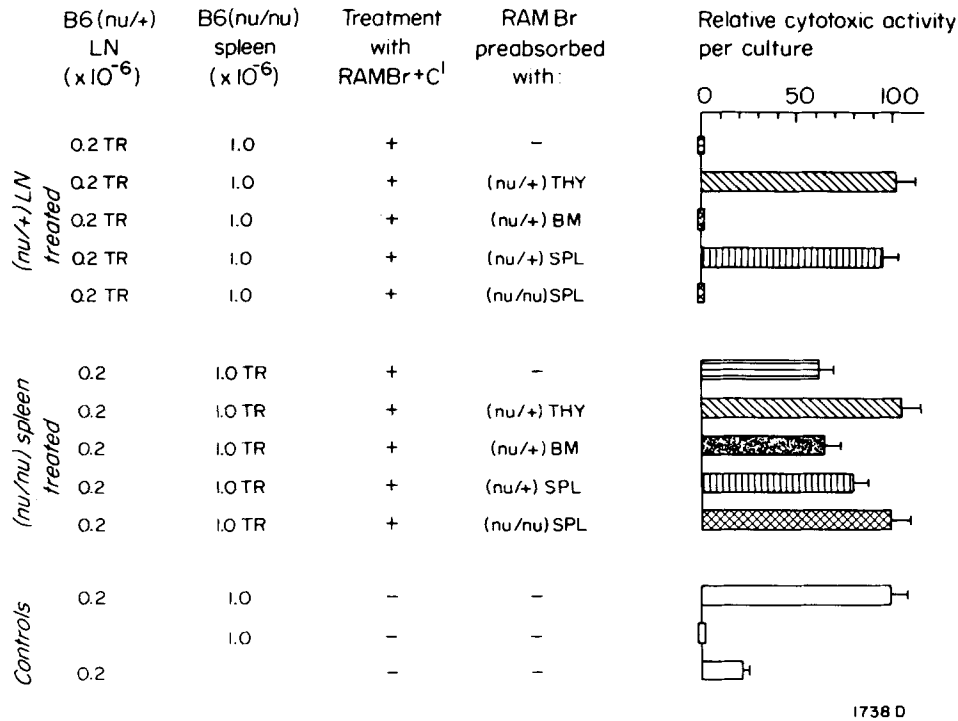 B6(nu/+) B6(nu/nu) Treatment RAM Br Relative cytotoxic activity
LN spleen with preabsorbed per culture
(x10⁻⁶) (x10⁻⁶) RAMBr+C' with:
0 50 100
(nu/+) LN treated
0.2 TR 1.0 + –
0.2 TR 1.0 + (nu/+) THY
0.2 TR 1.0 + (nu/+) BM
0.2 TR 1.0 + (nu/+) SPL
0.2 TR 1.0 + (nu/nu) SPL
(nu/nu) spleen treated
0.2 1.0 TR + –
0.2 1.0 TR + (nu/+) THY
0.2 1.0 TR + (nu/+) BM
0.2 1.0 TR + (nu/+) SPL
0.2 1.0 TR + (nu/nu) SPL
Controls
0.2 1.0 – –
1.0 – –
0.2 – –
1738 D